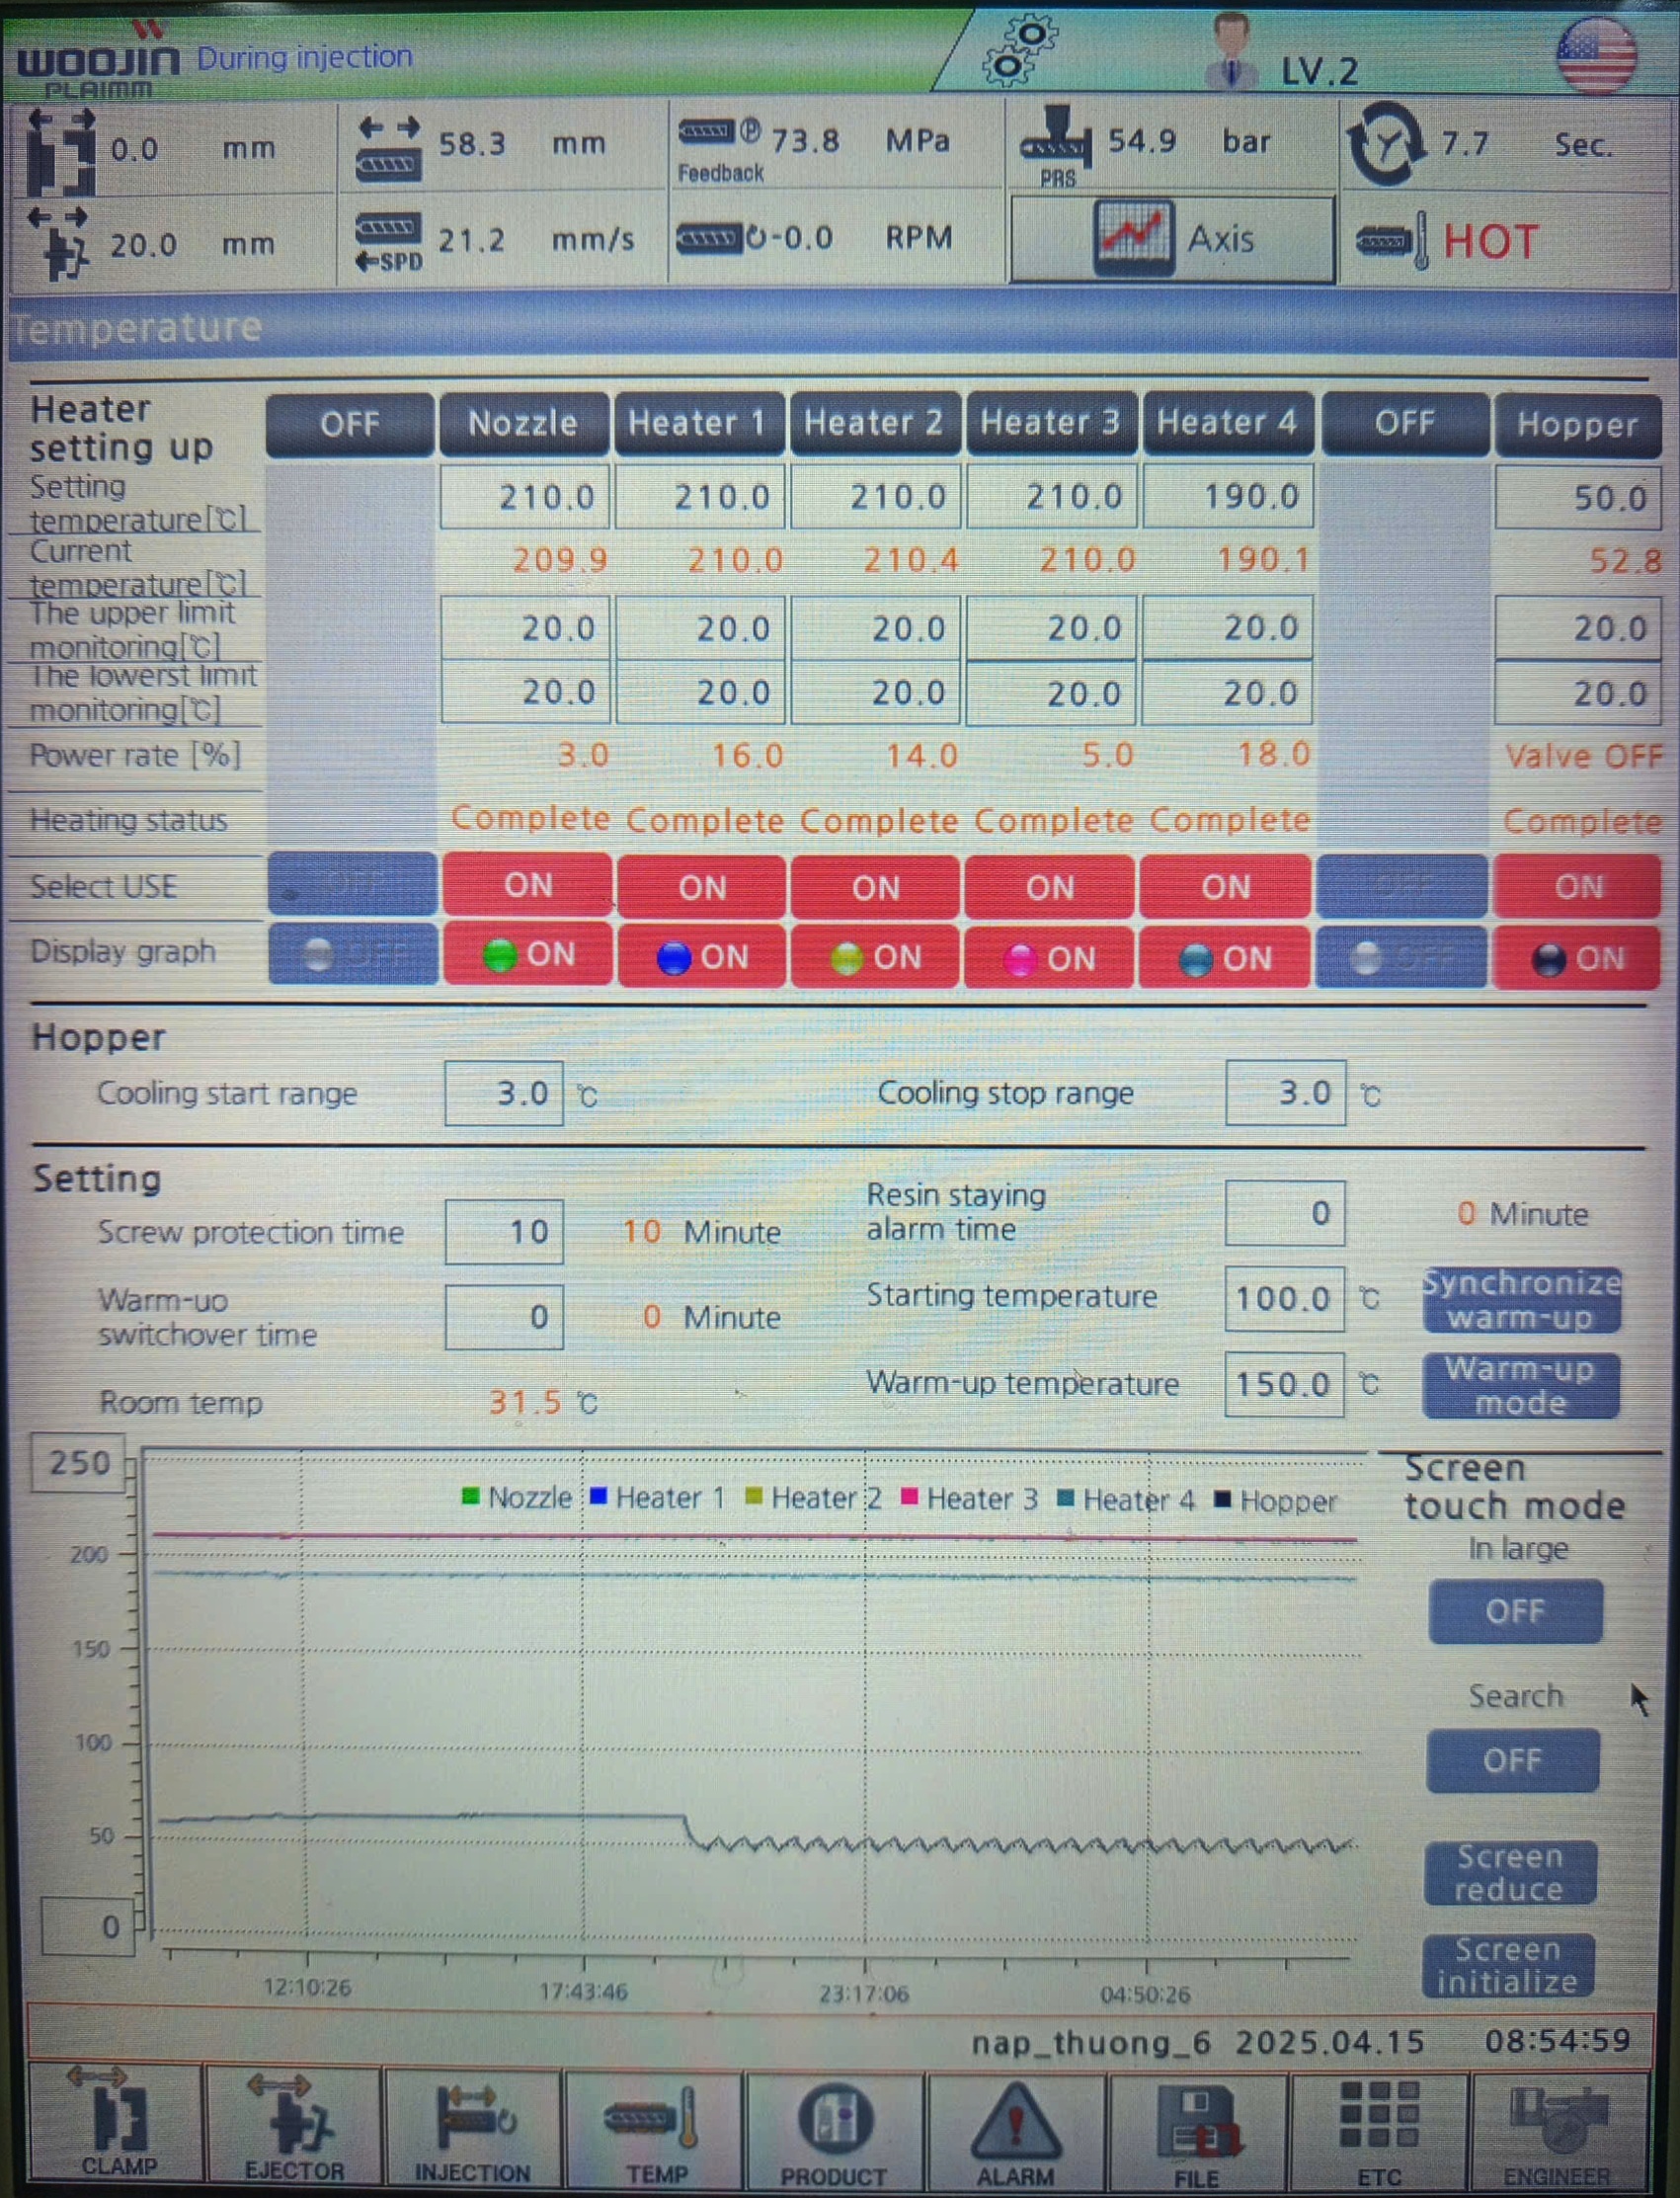 WOOJIN During injection LV.2
PLAIMM
0.0 mm 58.3 mm 73.8 MPa 54.9 bar 7.7 Sec.
Feedback PRS
20.0 mm 21.2 mm/s -0.0 RPM Axis HOT
←SPD
Temperature
Heater setting up OFF Nozzle Heater 1 Heater 2 Heater 3 Heater 4 OFF Hopper
Setting temperature[℃] 210.0 210.0 210.0 210.0 190.0 50.0
Current temperature[℃] 209.9 210.0 210.4 210.0 190.1 52.8
The upper limit monitoring[℃] 20.0 20.0 20.0 20.0 20.0 20.0
The lowerst limit monitoring[℃] 20.0 20.0 20.0 20.0 20.0 20.0
Power rate [%] 3.0 16.0 14.0 5.0 18.0 Valve OFF
Heating status Complete Complete Complete Complete Complete Complete
Select USE OFF ON ON ON ON ON OFF ON
Display graph OFF ON ON ON ON ON OFF ON
Hopper
Cooling start range 3.0 ℃ Cooling stop range 3.0 ℃
Setting
Screw protection time 10 10 Minute Resin staying alarm time 0 0 Minute
Warm-uo switchover time 0 0 Minute Starting temperature 100.0 ℃ Synchronize warm-up
Room temp 31.5 ℃ Warm-up temperature 150.0 ℃ Warm-up mode
250
Nozzle Heater 1 Heater 2 Heater 3 Heater 4 Hopper
200
150
100
50
0
12:10:26 17:43:46 23:17:06 04:50:26
Screen touch mode
In large
OFF
Search
OFF
Screen reduce
Screen initialize
nap_thuong_6 2025.04.15 08:54:59
CLAMP EJECTOR INJECTION TEMP PRODUCT ALARM FILE ETC ENGINEER